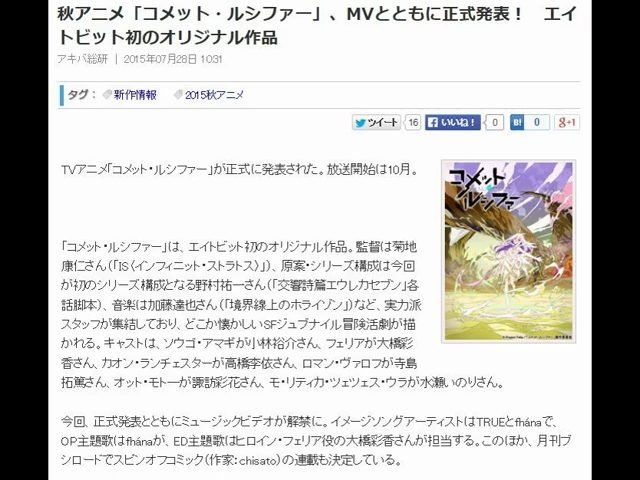 秋アニメ「コメット・ルシファー」、MVとともに正式発表！　エイ
トビット初のオリジナル作品
アキバ総研 ｜ 2015年07月28日 10:31
タグ： 新作情報 2015秋アニメ
ツイート 16 いいね！ 0 B! 0 g+1
TVアニメ「コメット・ルシファー」が正式に発表された。放送開始は10月。
コメット
ルシファー
「コメット・ルシファー」は、エイトビット初のオリジナル作品。監督は菊地
康仁さん（「IS〈インフィニット・ストラトス〉」）、原案・シリーズ構成は今回
が初のシリーズ構成となる野村祐一さん（「交響詩篇エウレカセブン」各
話脚本）、音楽は加藤達也さん（「境界線上のホライゾン」）など、実力派
スタッフが集結しており、どこか懐かしいSFジュブナイル冒険活劇が描
かれる。キャストは、ソウゴ・アマギが小林裕介さん、フェリアが大橋彩
香さん、カオン・ランチェスターが高橋李依さん、ロマン・ヴァロフが寺島
拓篤さん、オット・モトーが諏訪彩花さん、モ・リティカ・ツェツェス・ウラが水瀬いのりさん。
今回、正式発表とともにミュージックビデオが解禁に。イメージソングアーティストはTRUEとfhánaで、
OP主題歌はfhánaが、ED主題歌はヒロイン・フェリア役の大橋彩香さんが担当する。このほか、月刊ブ
シロードでスピンオフコミック（作家：chisato）の連載も決定している。